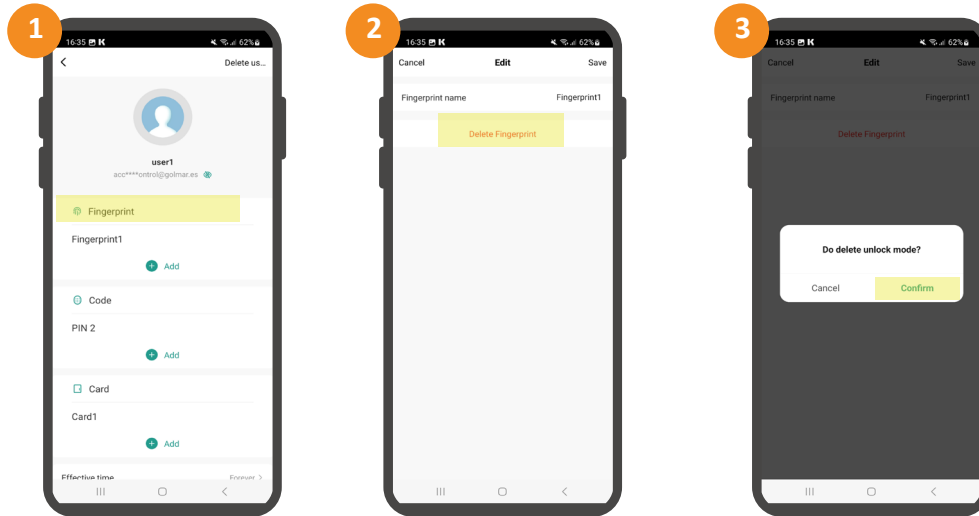 1
16:35 K 62%
Delete us...
user1
acc****ontrol@golmar.es
Fingerprint
Fingerprint1
Add
Code
PIN 2
Add
Card
Card1
Add
Effective time Forever
2
16:35 K 62%
Cancel Edit Save
Fingerprint name Fingerprint1
Delete Fingerprint
3
16:35 K 62%
Cancel Edit Save
Fingerprint name Fingerprint1
Delete Fingerprint
Do delete unlock mode?
Cancel Confirm